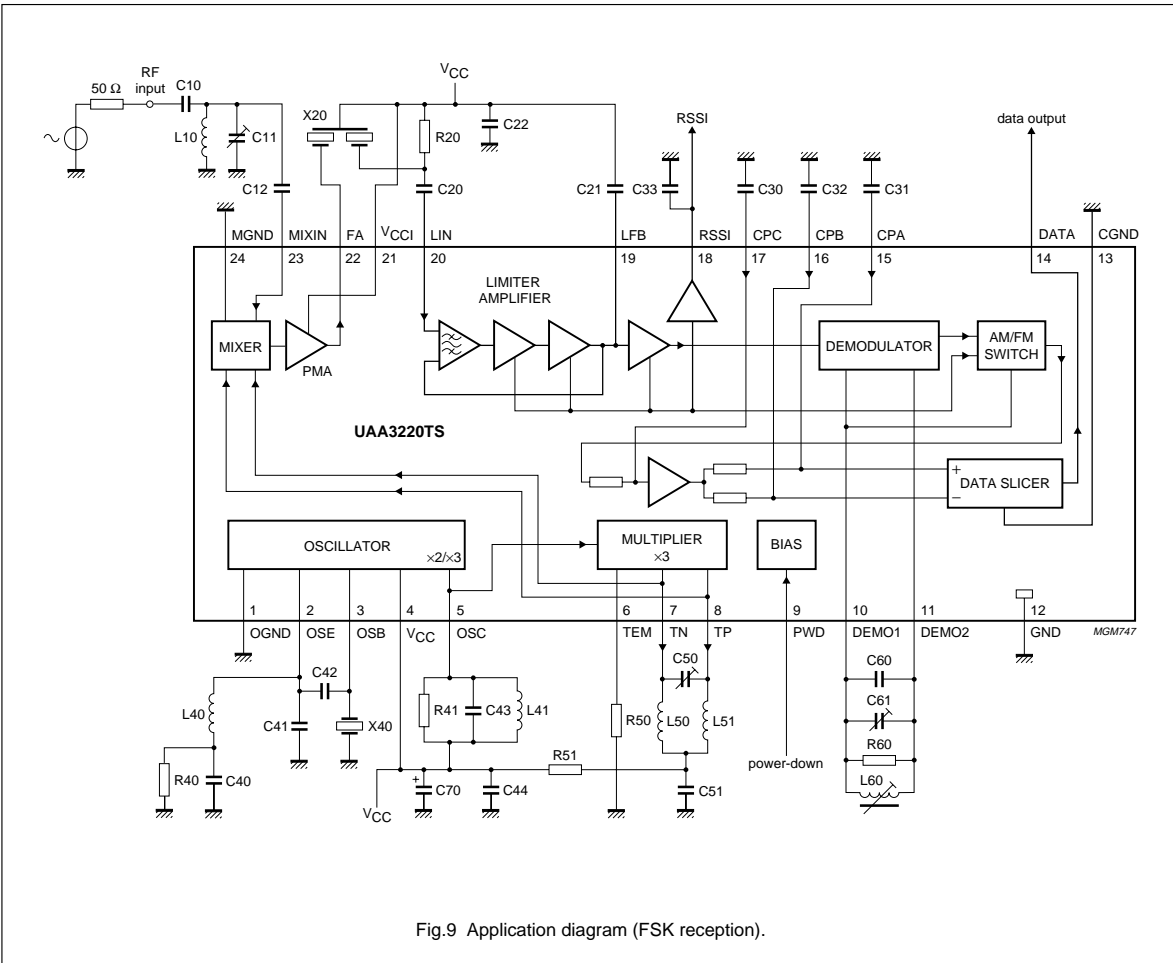 VCC
RF
input
50 Ω
C10
X20
L10
C11
R20
C22
RSSI
data output
C12
C20
C21
C33
C30
C32
C31
MGND
MIXIN
FA
VCCI
LIN
LFB
RSSI
CPC
CPB
CPA
DATA
CGND
24
23
22
21
20
19
18
17
16
15
14
13
LIMITER
AMPLIFIER
MIXER
PMA
DEMODULATOR
AM/FM
SWITCH
UAA3220TS
+
−
DATA SLICER
OSCILLATOR
×2/×3
MULTIPLIER
×3
BIAS
1
2
3
4
5
6
7
8
9
10
11
12
OGND
OSE
OSB
VCC
OSC
TEM
TN
TP
PWD
DEMO1
DEMO2
GND
MGM747
C42
C50
C60
L40
C41
X40
R41
C43
L41
R50
L50
L51
C61
R60
R40
C40
R51
power-down
L60
VCC
+
C70
C44
C51
Fig.9 Application diagram (FSK reception).